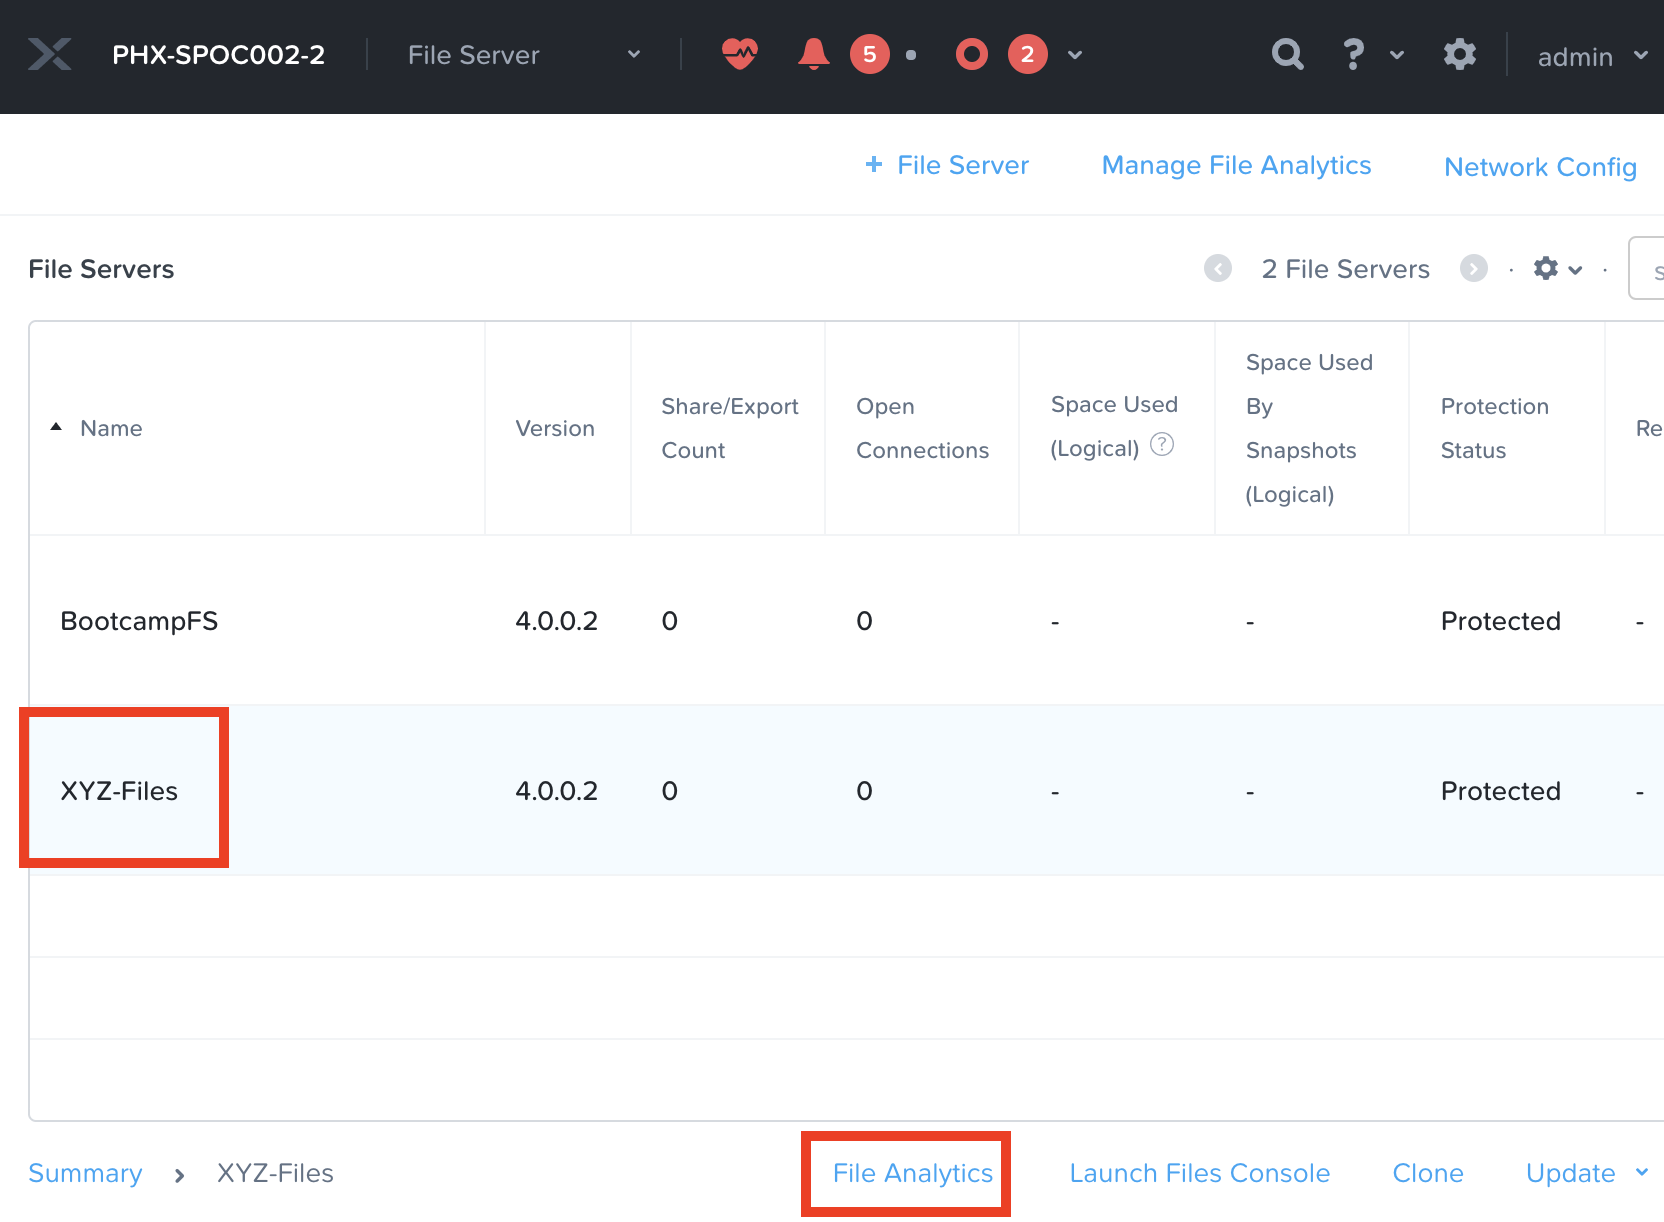 PHX-SPOC002-2 File Server 5 2 ? admin
+ File Server Manage File Analytics Network Config
File Servers 2 File Servers
Name
Version
Share/Export
Count
Open
Connections
Space Used
(Logical) ?
Space Used
By
Snapshots
(Logical)
Protection
Status
Re
BootcampFS 4.0.0.2 0 0 - - Protected -
XYZ-Files 4.0.0.2 0 0 - - Protected -
Summary > XYZ-Files File Analytics Launch Files Console Clone Update